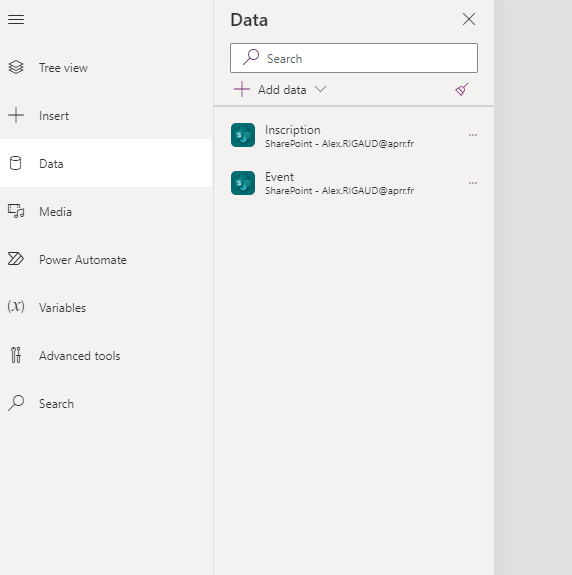 Tree view
Insert
Data
Media
Power Automate
(x) Variables
Advanced tools
Search
Data
Search
Add data
Inscription
SharePoint - Alex.RIGAUD@aprr.fr
Event
SharePoint - Alex.RIGAUD@aprr.fr